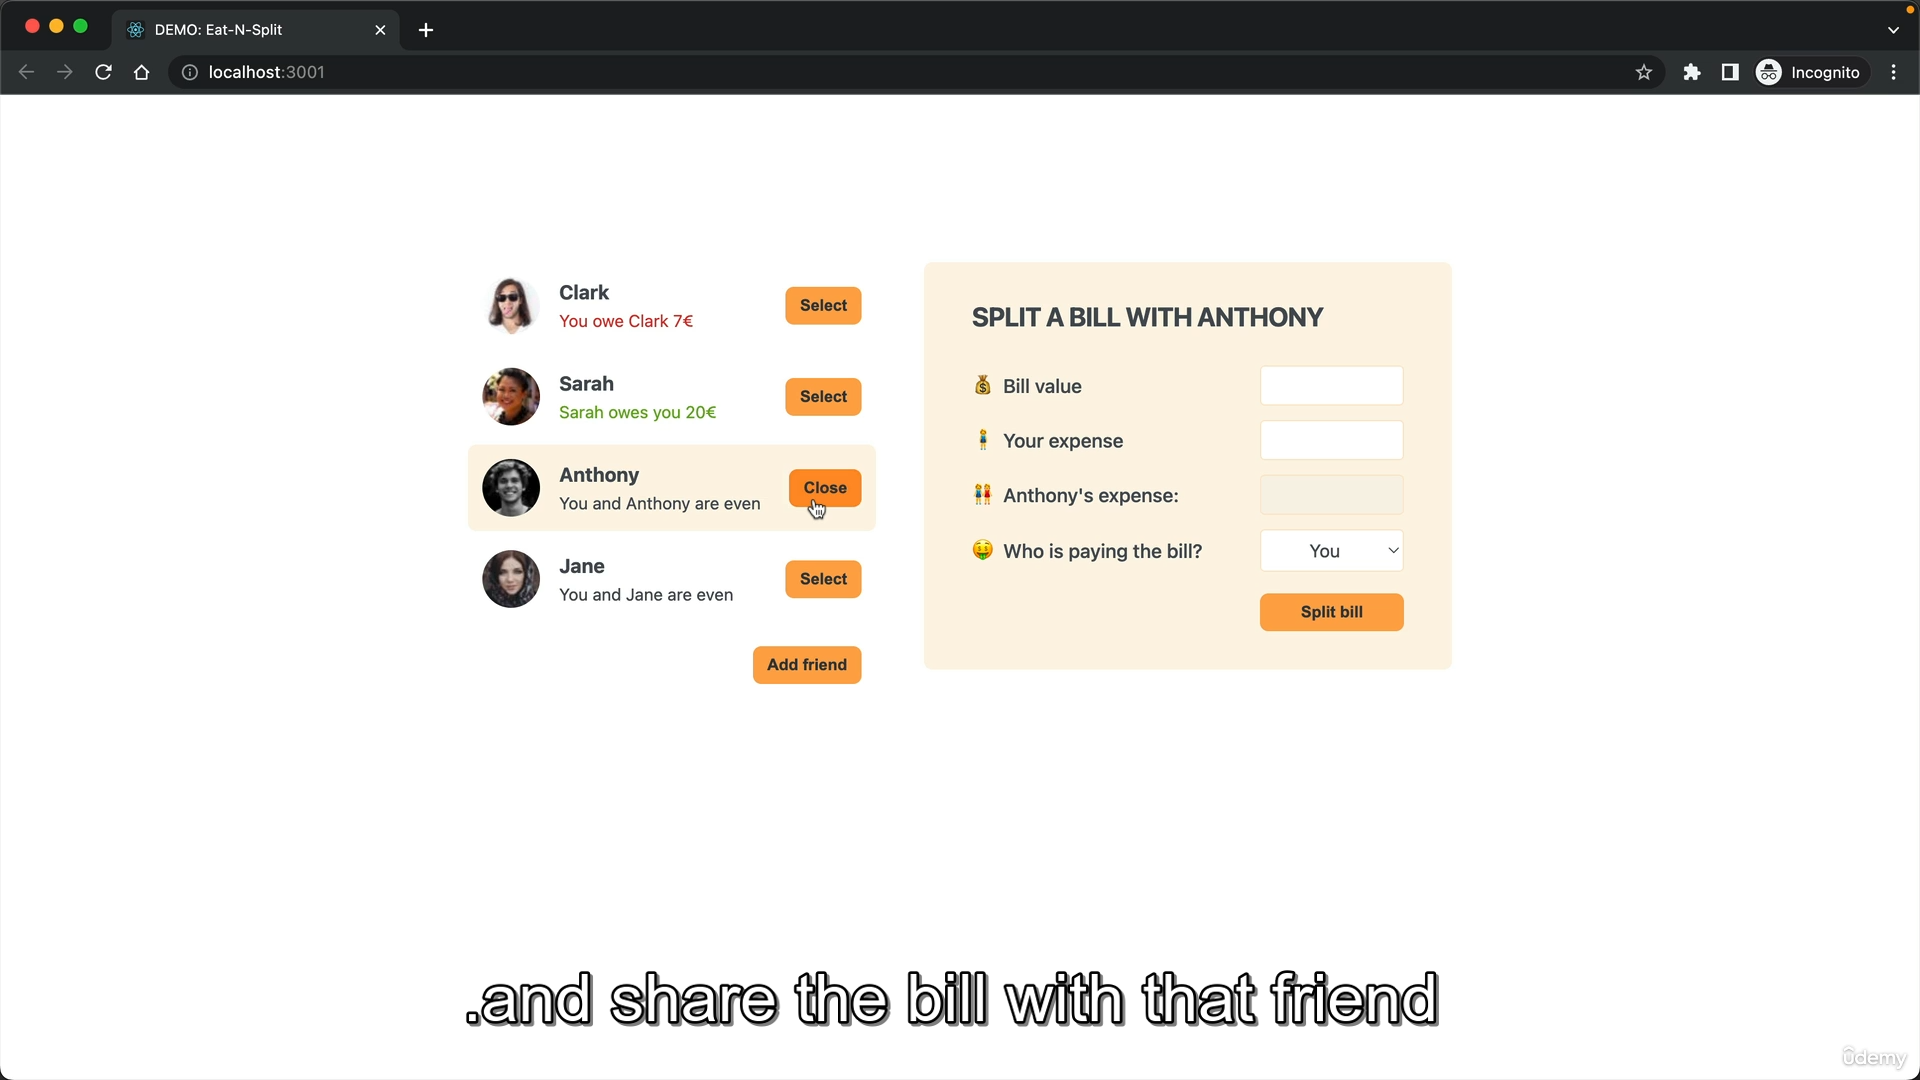 DEMO: Eat-N-Split
localhost:3001
Incognito
Clark
You owe Clark 7€
Select
Sarah
Sarah owes you 20€
Select
Anthony
You and Anthony are even
Close
Jane
You and Jane are even
Select
Add friend
SPLIT A BILL WITH ANTHONY
💰 Bill value
🧍‍♀️ Your expense
👫 Anthony's expense:
🤑 Who is paying the bill?
You
Split bill
.and share the bill with that friend
ûdemy